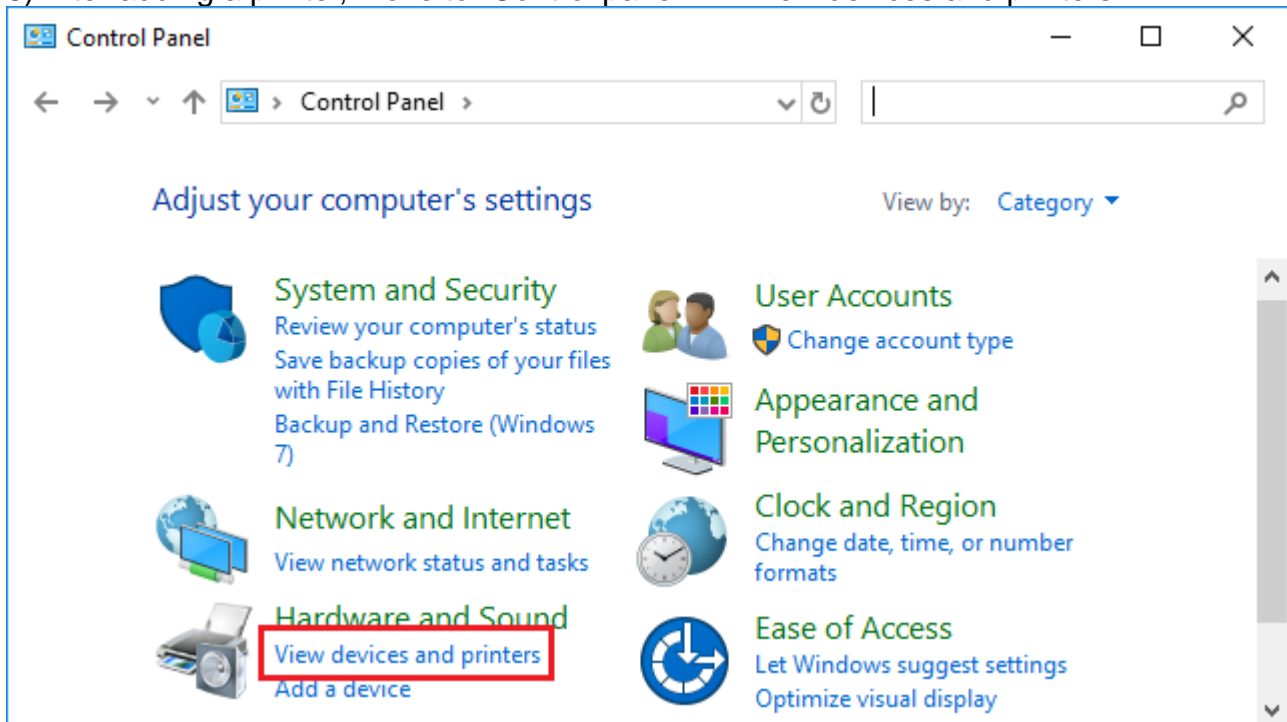 Control Panel
Control Panel
Adjust your computer's settings
View by: Category
System and Security
Review your computer's status
Save backup copies of your files
with File History
Backup and Restore (Windows
7)
Network and Internet
View network status and tasks
Hardware and Sound
View devices and printers
Add a device
User Accounts
Change account type
Appearance and
Personalization
Clock and Region
Change date, time, or number
formats
Ease of Access
Let Windows suggest settings
Optimize visual display